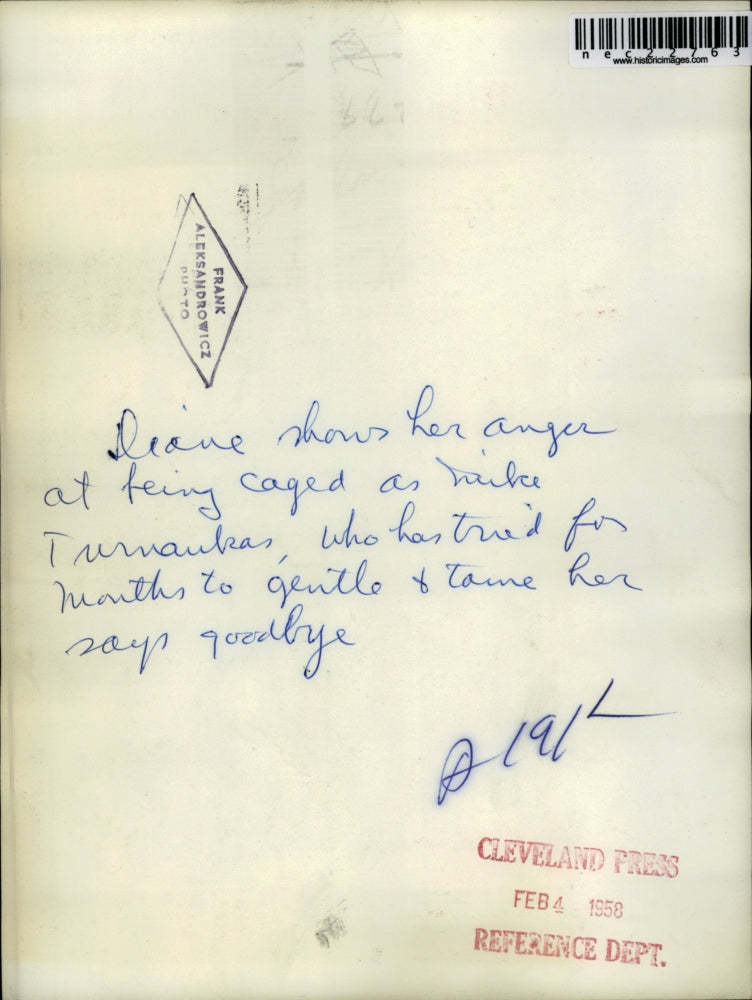 nec22763
www.historicimages.com
FRANK
ALEKSANDROWICZ
PHOTO
Diane shows her anger
at being caged as Mike
Turnaukas, who has tried for
months to gentle & tame her
says goodbye
CLEVELAND PRESS
FEB 4 1958
REFERENCE DEPT.